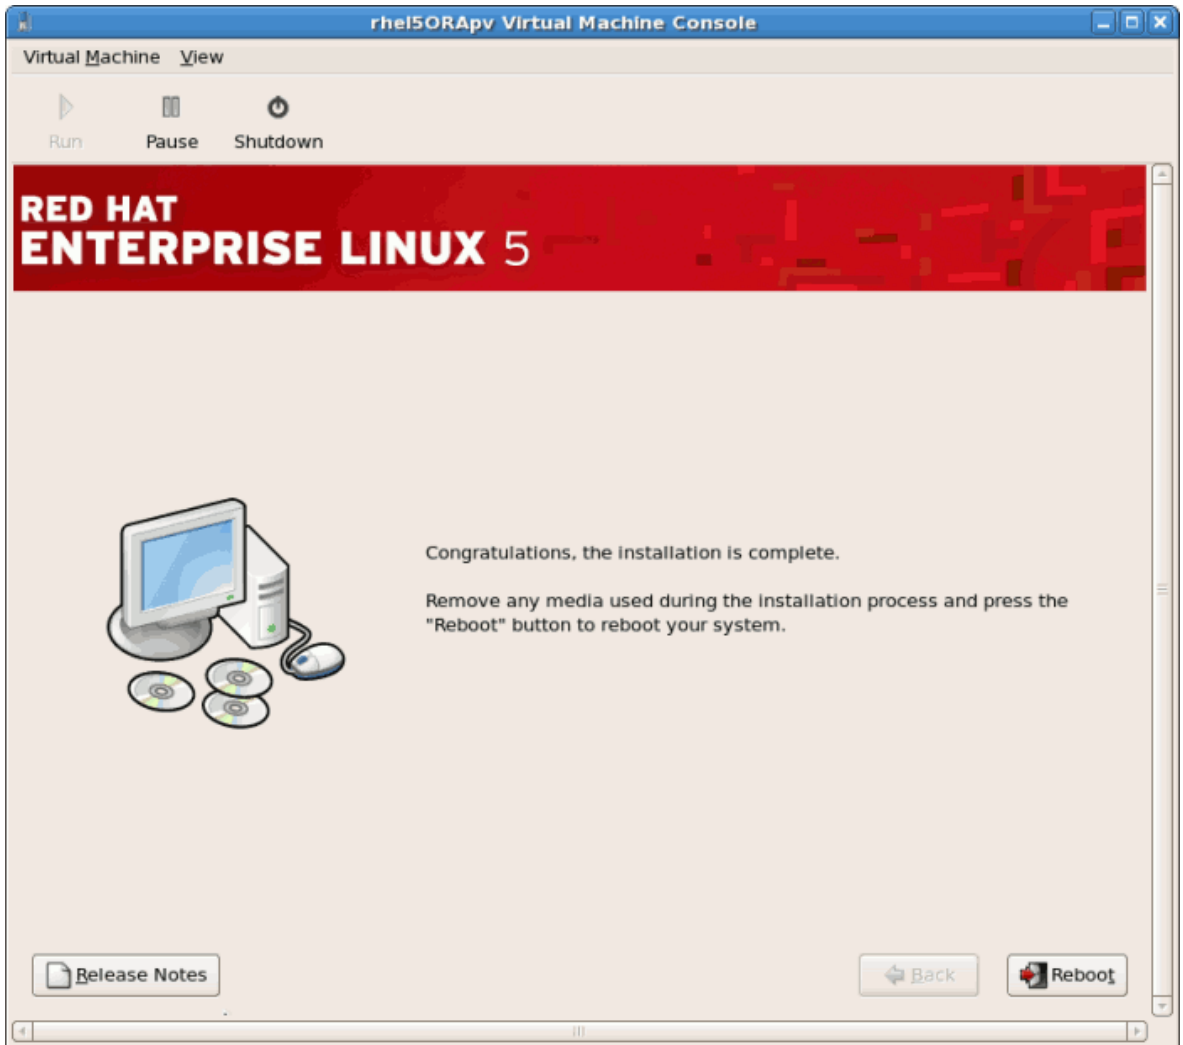 rhel5ORApv Virtual Machine Console
Virtual Machine View
Run Pause Shutdown
RED HAT
ENTERPRISE LINUX 5
Congratulations, the installation is complete.
Remove any media used during the installation process and press the
"Reboot" button to reboot your system.
Release Notes Back Reboot